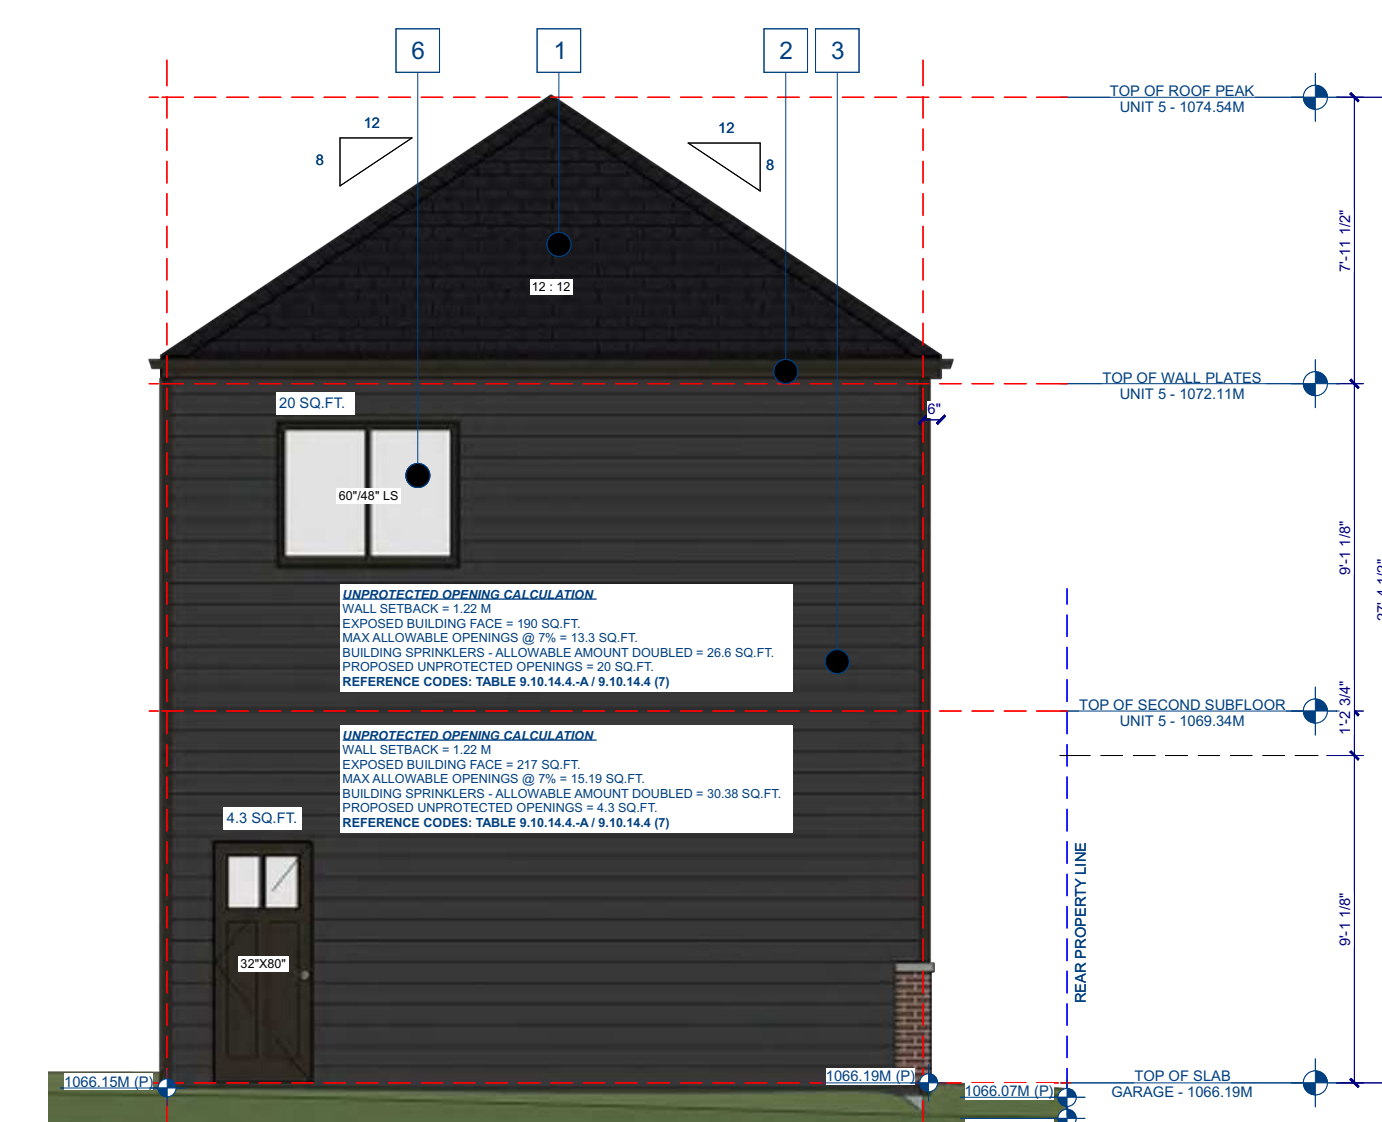 6
1
2
3
TOP OF ROOF PEAK
UNIT 5 - 1074.54M
12
8
12
8
7'-11 1/2"
12 : 12
TOP OF WALL PLATES
UNIT 5 - 1072.11M
20 SQ.FT.
6"
60"/48" LS
9'-1 1/8"
UNPROTECTED OPENING CALCULATION
WALL SETBACK = 1.22 M
EXPOSED BUILDING FACE = 190 SQ.FT.
MAX ALLOWABLE OPENINGS @ 7% = 13.3 SQ.FT.
BUILDING SPRINKLERS - ALLOWABLE AMOUNT DOUBLED = 26.6 SQ.FT.
PROPOSED UNPROTECTED OPENINGS = 20 SQ.FT.
REFERENCE CODES: TABLE 9.10.14.4.-A / 9.10.14.4 (7)
TOP OF SECOND SUBFLOOR
UNIT 5 - 1069.34M
1'-2 3/4"
UNPROTECTED OPENING CALCULATION
WALL SETBACK = 1.22 M
EXPOSED BUILDING FACE = 217 SQ.FT.
MAX ALLOWABLE OPENINGS @ 7% = 15.19 SQ.FT.
BUILDING SPRINKLERS - ALLOWABLE AMOUNT DOUBLED = 30.38 SQ.FT.
PROPOSED UNPROTECTED OPENINGS = 4.3 SQ.FT.
REFERENCE CODES: TABLE 9.10.14.4.-A / 9.10.14.4 (7)
4.3 SQ.FT.
32"X80"
REAR PROPERTY LINE
9'-1 1/8"
1066.15M (P)
1066.19M (P)
1066.07M (P)
TOP OF SLAB
GARAGE - 1066.19M